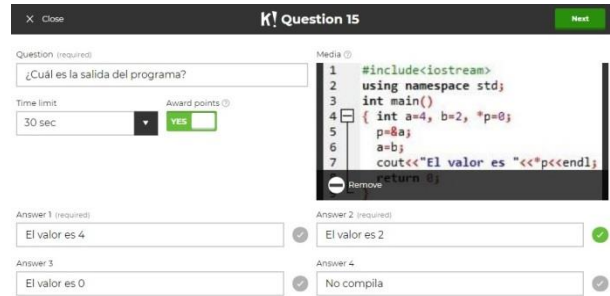 X Close
K! Question 15
Next
Question (required)
¿Cuál es la salida del programa?
Time limit
30 sec
Award points
YES
Media
1 #include<iostream>
2 using namespace std;
3 int main()
4 { int a=4, b=2, *p=0;
5 p=&a;
6 a=b;
7 cout<<"El valor es "<<*p<<endl;
return 0;
Remove
}
Answer 1 (required)
El valor es 4
Answer 2 (required)
El valor es 2
Answer 3
El valor es 0
Answer 4
No compila